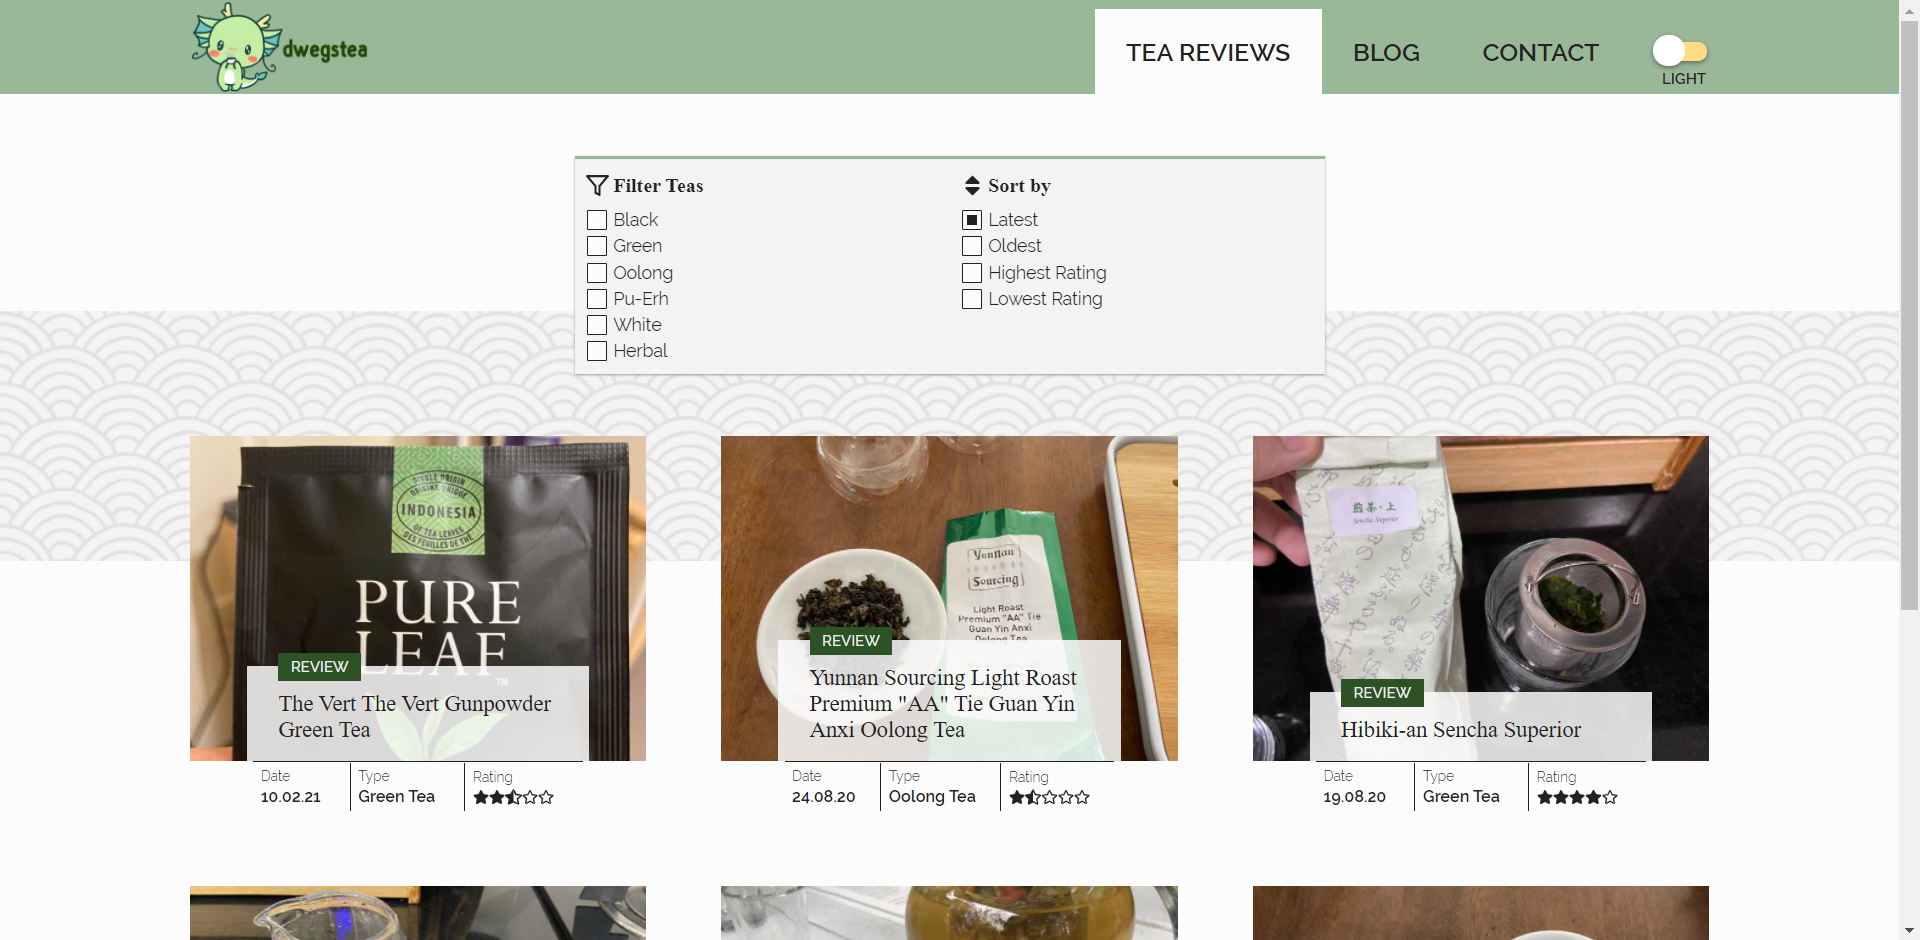 dwegstea
TEA REVIEWS
BLOG
CONTACT
LIGHT
Filter Teas
Black
Green
Oolong
Pu-Erh
White
Herbal
Sort by
Latest
Oldest
Highest Rating
Lowest Rating
SINGLE ORIGIN
ORIGINE UNIQUE
INDONESIA
OF TEA LEAVES
DES FEUILLES DE THÉ
PURE
LEAF
TM
REVIEW
The Vert The Vert Gunpowder
Green Tea
Date
10.02.21
Type
Green Tea
Rating
Yunnan
Sourcing
Light Roast
Premium "AA" Tie
Guan Yin Anxi
Oolong Tea
REVIEW
Yunnan Sourcing Light Roast
Premium "AA" Tie Guan Yin
Anxi Oolong Tea
Date
24.08.20
Type
Oolong Tea
Rating
煎茶・上
Sencha Superior
REVIEW
Hibiki-an Sencha Superior
Date
19.08.20
Type
Green Tea
Rating